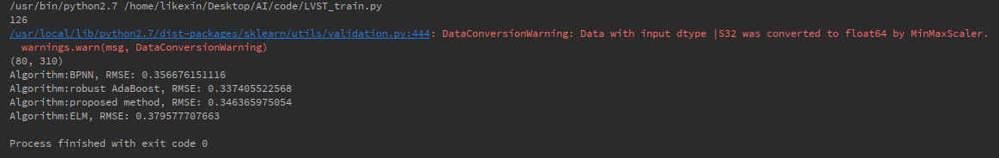 /usr/bin/python2.7 /home/likexin/Desktop/AI/code/LVST_train.py
126
/usr/local/lib/python2.7/dist-packages/sklearn/utils/validation.py:444: DataConversionWarning: Data with input dtype |S32 was converted to float64 by MinMaxScaler.
  warnings.warn(msg, DataConversionWarning)
(80, 310)
Algorithm:BPNN, RMSE: 0.356676151116
Algorithm:robust AdaBoost, RMSE: 0.337405522568
Algorithm:proposed method, RMSE: 0.346365975054
Algorithm:ELM, RMSE: 0.379577707663
Process finished with exit code 0